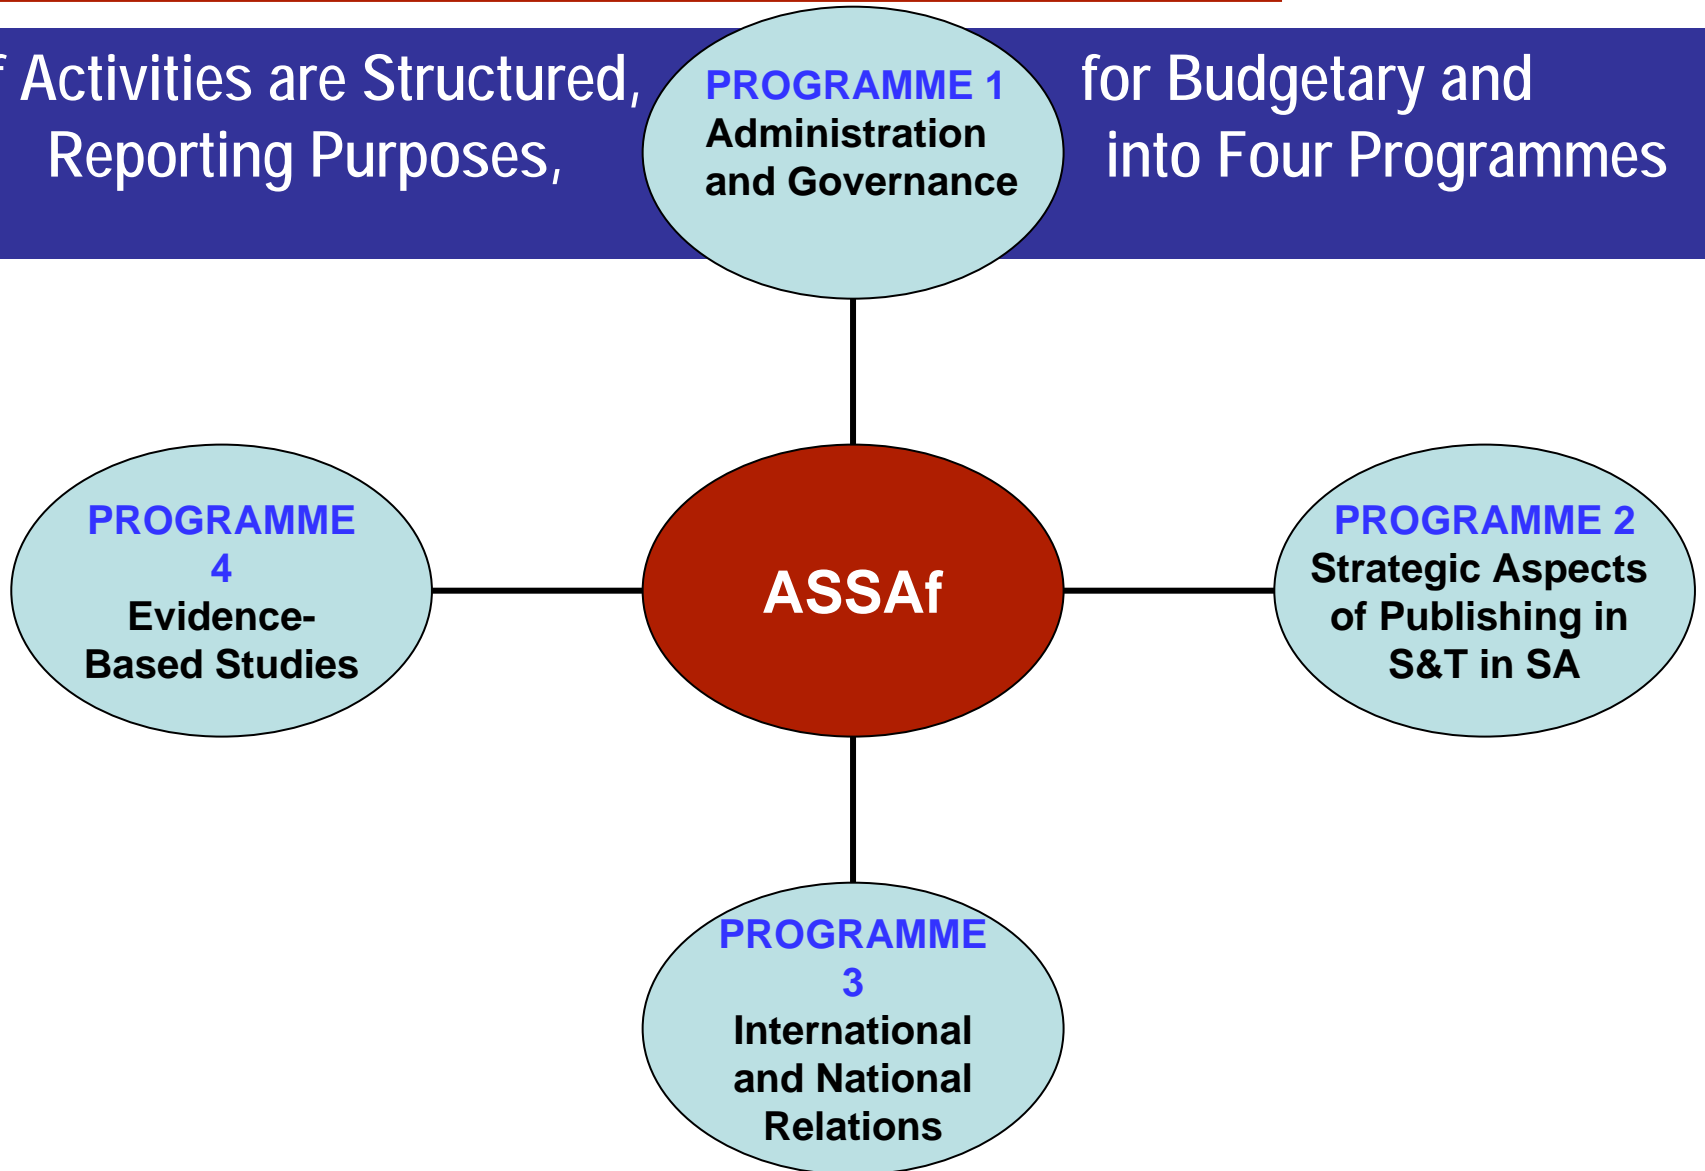 Activities are Structured, for Budgetary and
Reporting Purposes, into Four Programmes
PROGRAMME 1
Administration
and Governance
PROGRAMME
4
Evidence-
Based Studies
ASSAf
PROGRAMME 2
Strategic Aspects
of Publishing in
S&T in SA
PROGRAMME
3
International
and National
Relations